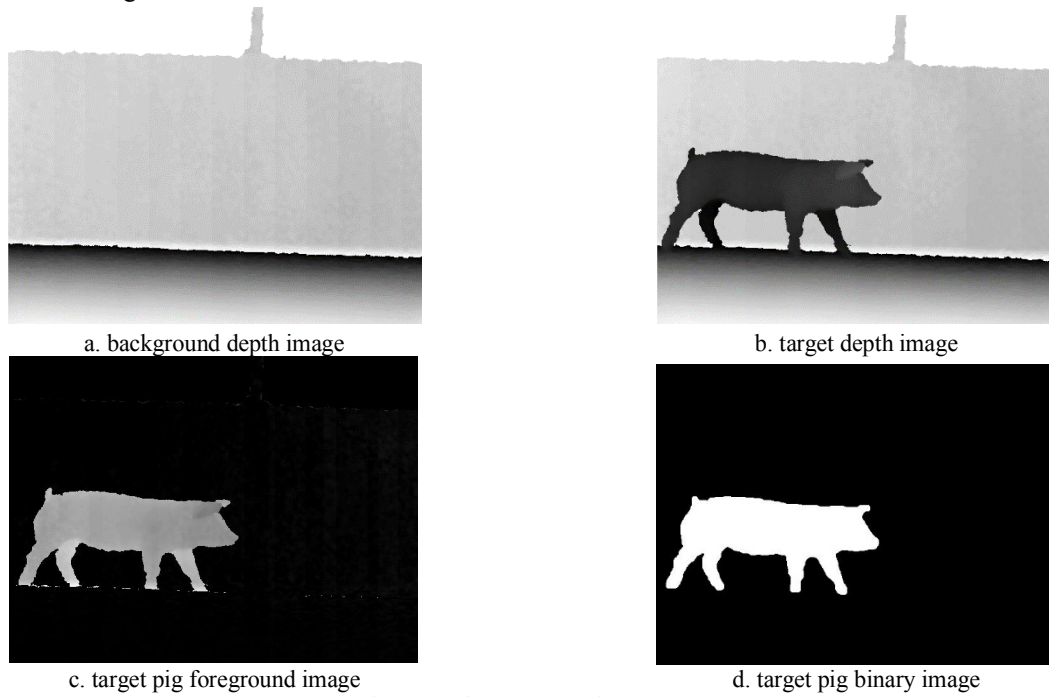 a. background depth image
b. target depth image
c. target pig foreground image
d. target pig binary image